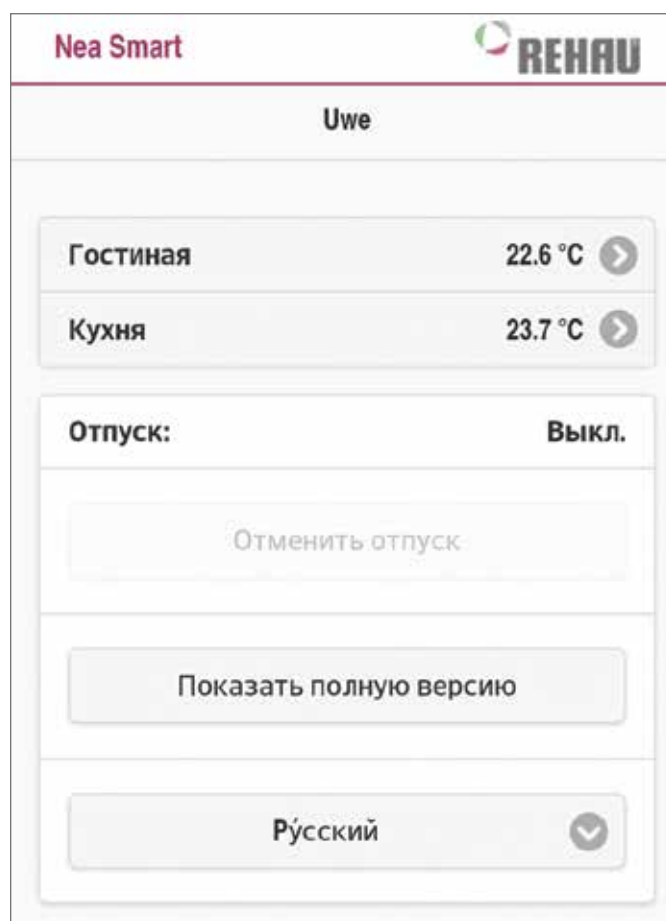 Nea Smart REHAU
Uwe
Гостиная 22.6 °C
Кухня 23.7 °C
Отпуск: Выкл.
Отменить отпуск
Показать полную версию
Ру́сский